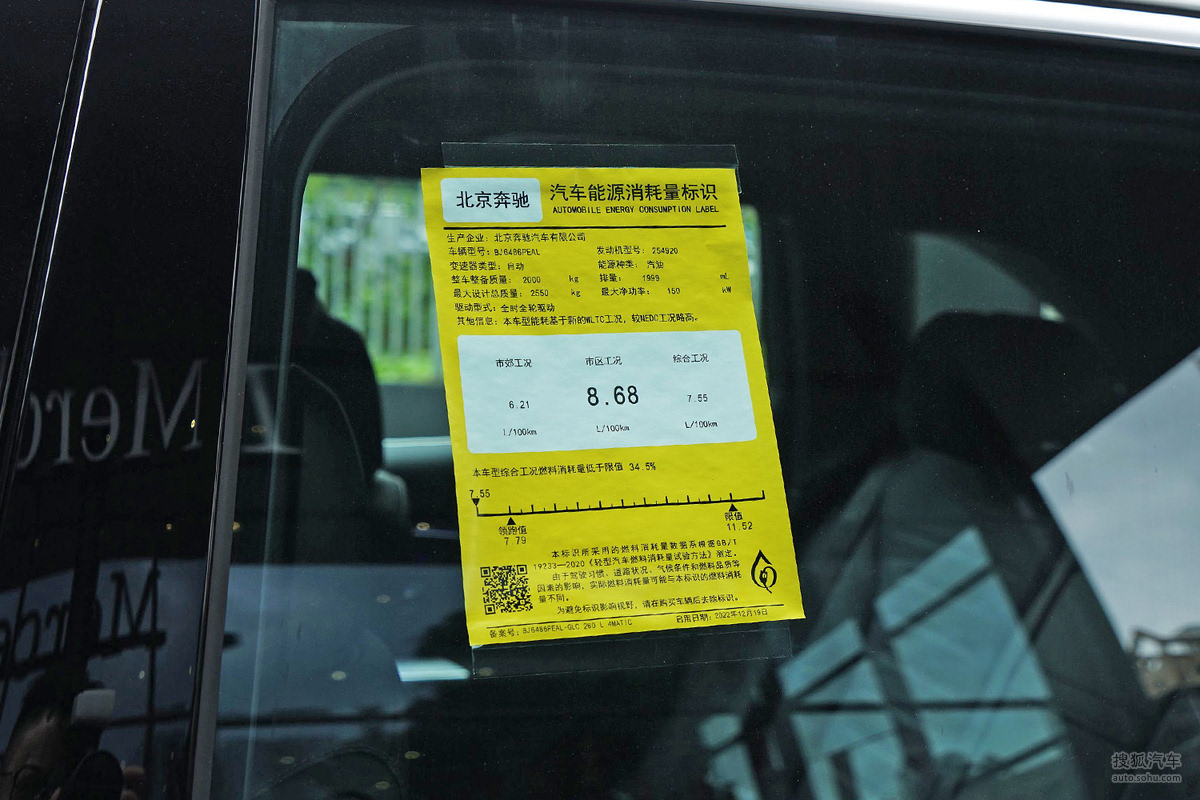 北京奔驰
汽车能源消耗量标识
AUTOMOBILE ENERGY CONSUMPTION LABEL
生产企业：北京奔驰汽车有限公司
车辆型号：BJ6486PEAL 发动机型号：254920
变速器类型：自动 能源种类：汽油
整车整备质量：2000 kg 排量：1999 mL
最大设计总质量：2550 kg 最大净功率：150 kW
驱动型式：全时全轮驱动
其他信息：本车型能耗基于新的WLTC工况，较NEDC工况略高。
市郊工况 市区工况 综合工况
6.21 8.68 7.55
L/100km L/100km L/100km
本车型综合工况燃料消耗量低于限值 34.5%
7.55
领跑值 限值
7.79 11.52
本标识所采用的燃料消耗量数据系根据GB/T
19233—2020《轻型汽车燃料消耗量试验方法》测定。
由于驾驶习惯、道路状况、气候条件和燃料品质等
因素的影响，实际燃料消耗量可能与本标识的燃料消耗
量不同。
为避免标识影响视野，请在购买车辆后去除标识。
备案号：BJ6486PEAL-GLC 260 L 4MATIC 启用日期：2022年12月19日
Merc
Merce
搜狐汽车
auto.sohu.com